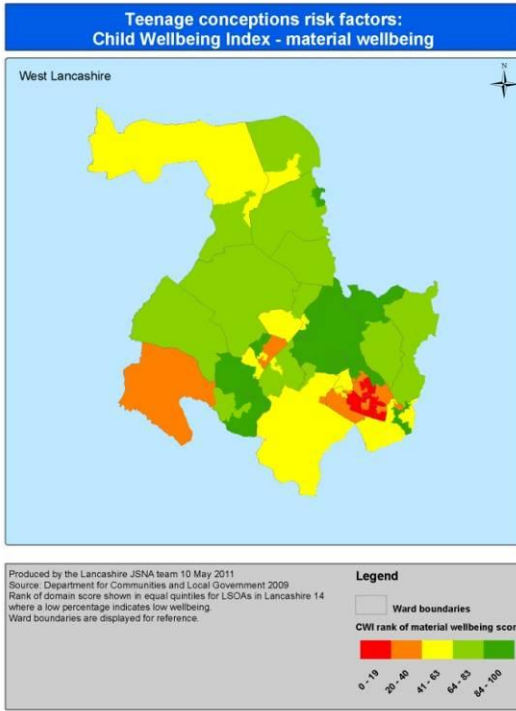 Teenage conceptions risk factors:
Child Wellbeing Index - material wellbeing
West Lancashire
N
Produced by the Lancashire JSNA team 10 May 2011
Source: Department for Communities and Local Government 2009
Rank of domain score shown in equal quintiles for LSOAs in Lancashire 14
where a low percentage indicates low wellbeing.
Ward boundaries are displayed for reference.
Legend
Ward boundaries
CWI rank of material wellbeing score
0 - 19
20 - 40
41 - 63
64 - 83
84 - 100